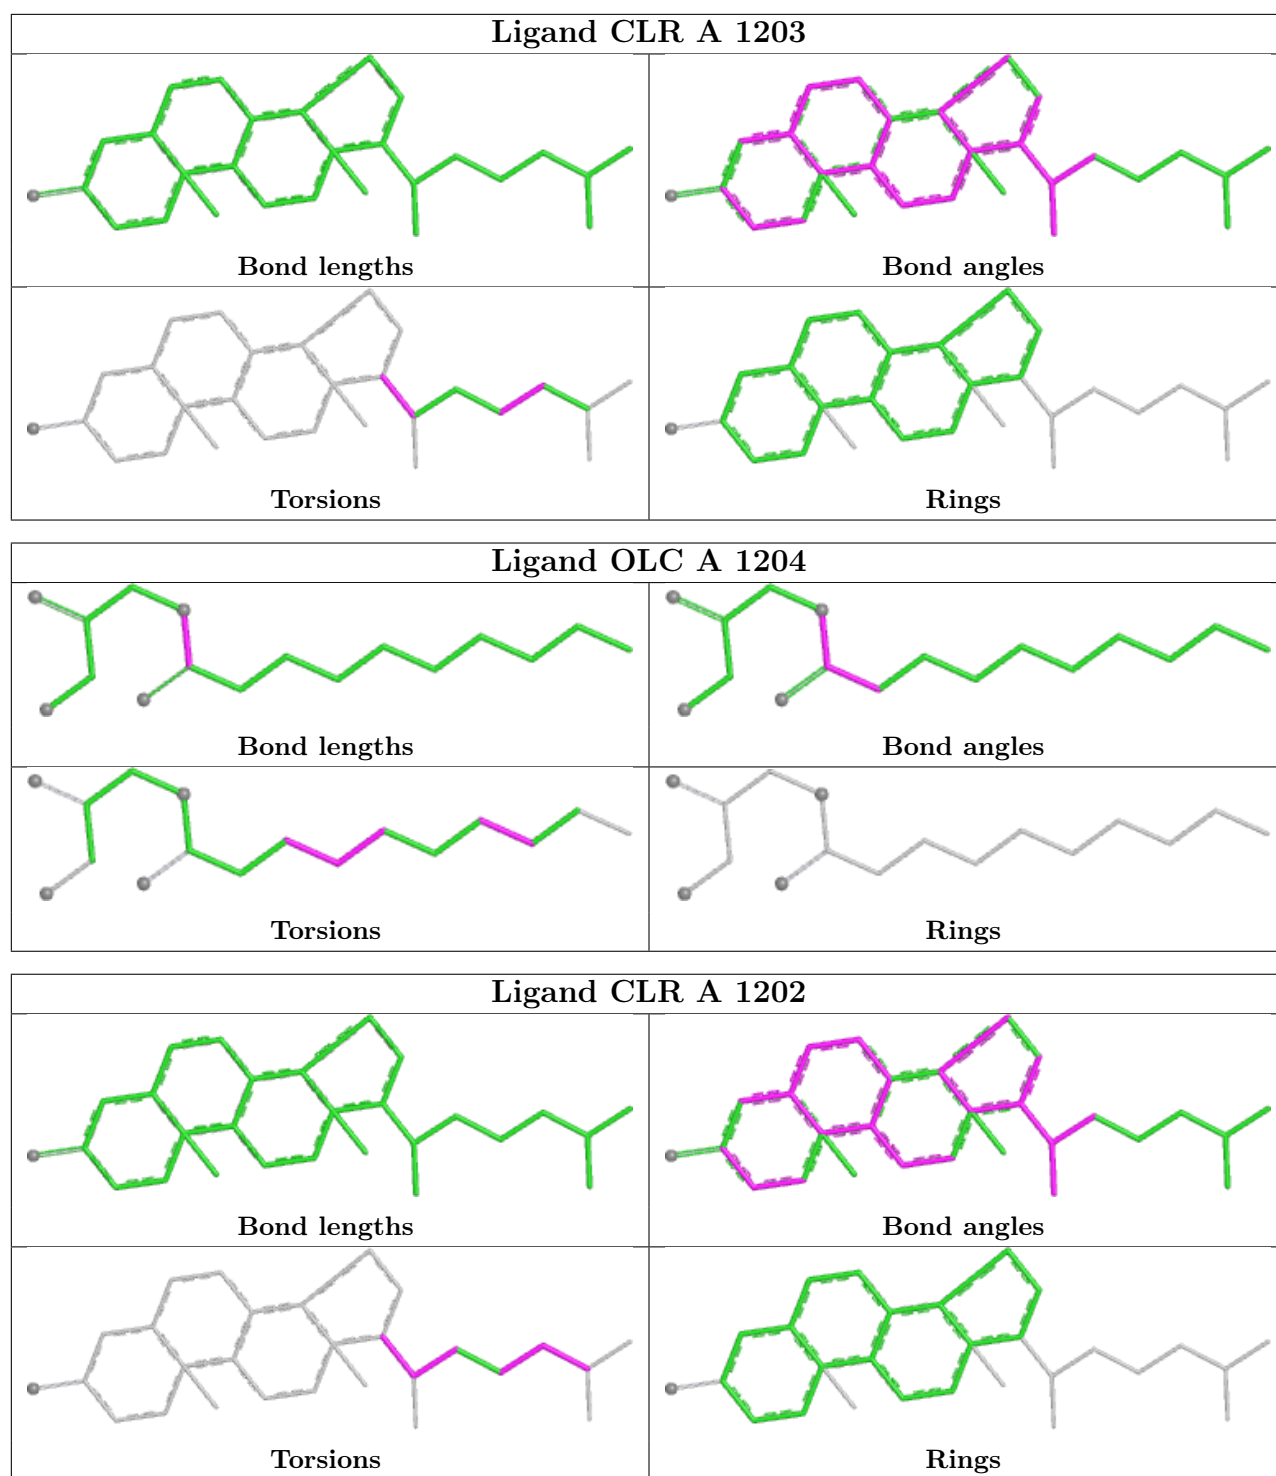 Ligand CLR A 1203
Bond lengths
Bond angles
Torsions
Rings
Ligand OLC A 1204
Bond lengths
Bond angles
Torsions
Rings
Ligand CLR A 1202
Bond lengths
Bond angles
Torsions
Rings